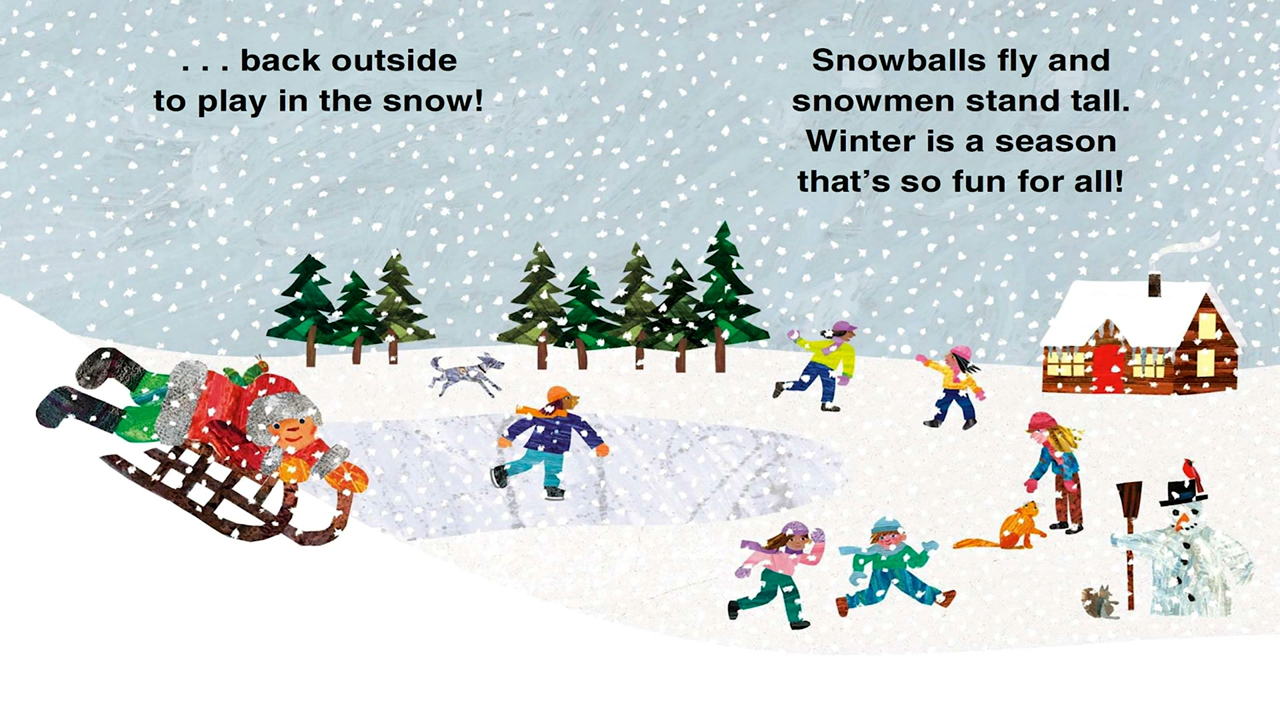 . . . back outside
to play in the snow!
Snowballs fly and
snowmen stand tall.
Winter is a season
that’s so fun for all!